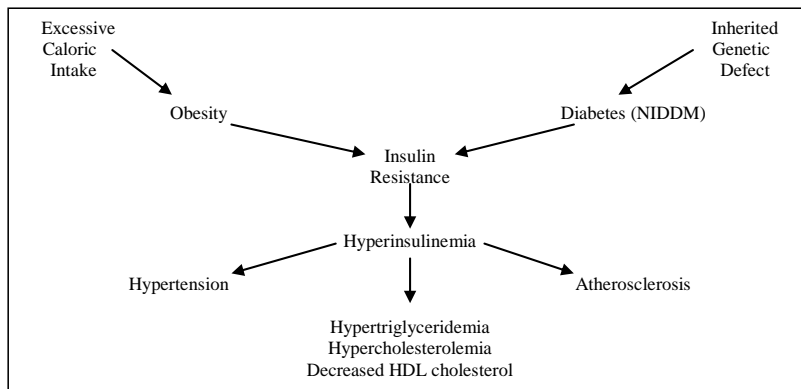 Excessive
Caloric
Intake
Inherited
Genetic
Defect
Obesity
Diabetes (NIDDM)
Insulin
Resistance
Hyperinsulinemia
Hypertension
Atherosclerosis
Hypertriglyceridemia
Hypercholesterolemia
Decreased HDL cholesterol